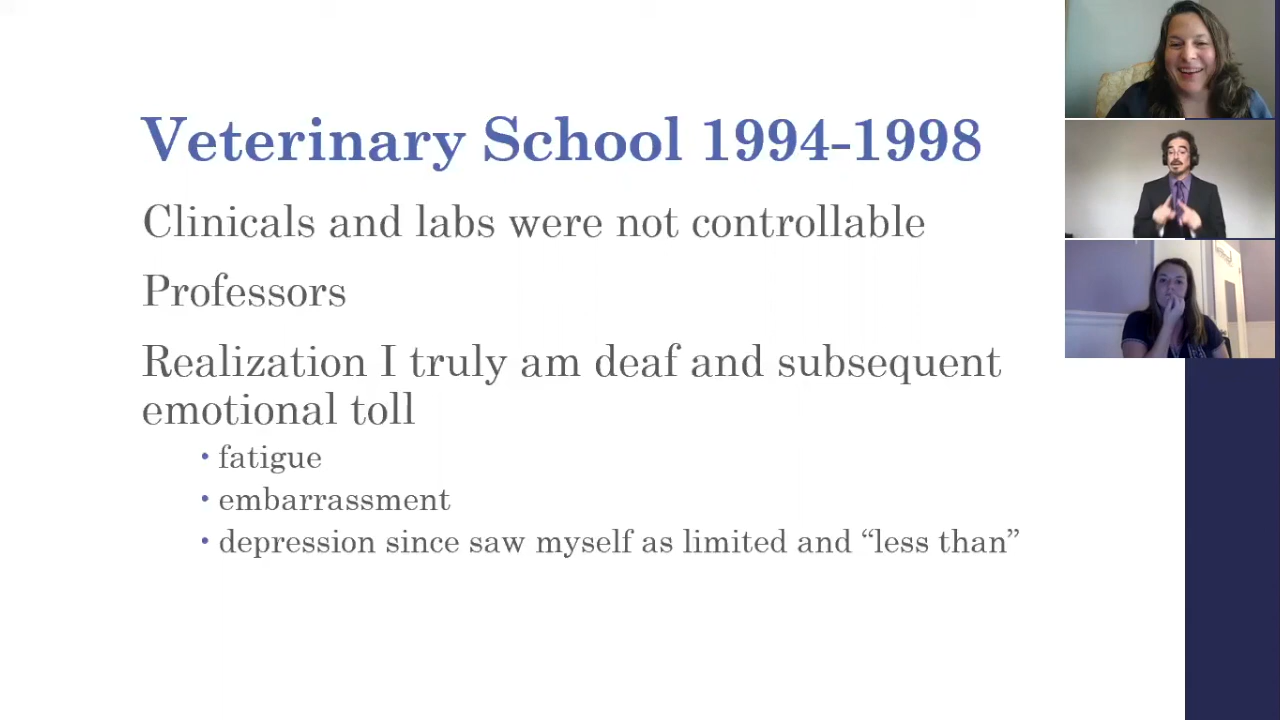 Veterinary School 1994-1998
Clinicals and labs were not controllable
Professors
Realization I truly am deaf and subsequent
emotional toll
• fatigue
• embarrassment
• depression since saw myself as limited and “less than”